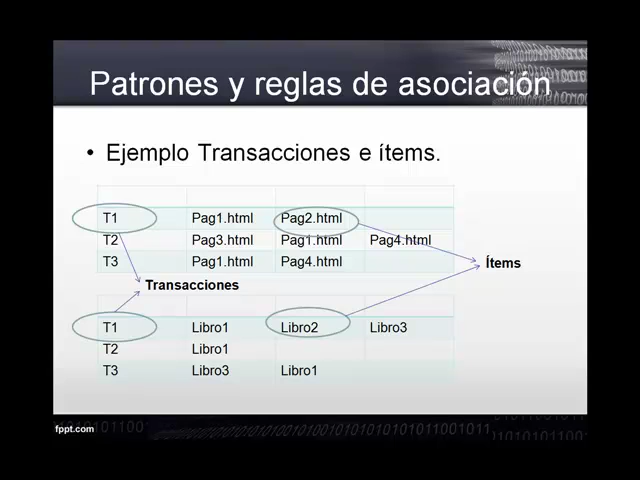 Patrones y reglas de asociación
• Ejemplo Transacciones e ítems.
T1 Pag1.html Pag2.html
T2 Pag3.html Pag1.html Pag4.html
T3 Pag1.html Pag4.html
Ítems
Transacciones
T1 Libro1 Libro2 Libro3
T2 Libro1
T3 Libro3 Libro1
fppt.com